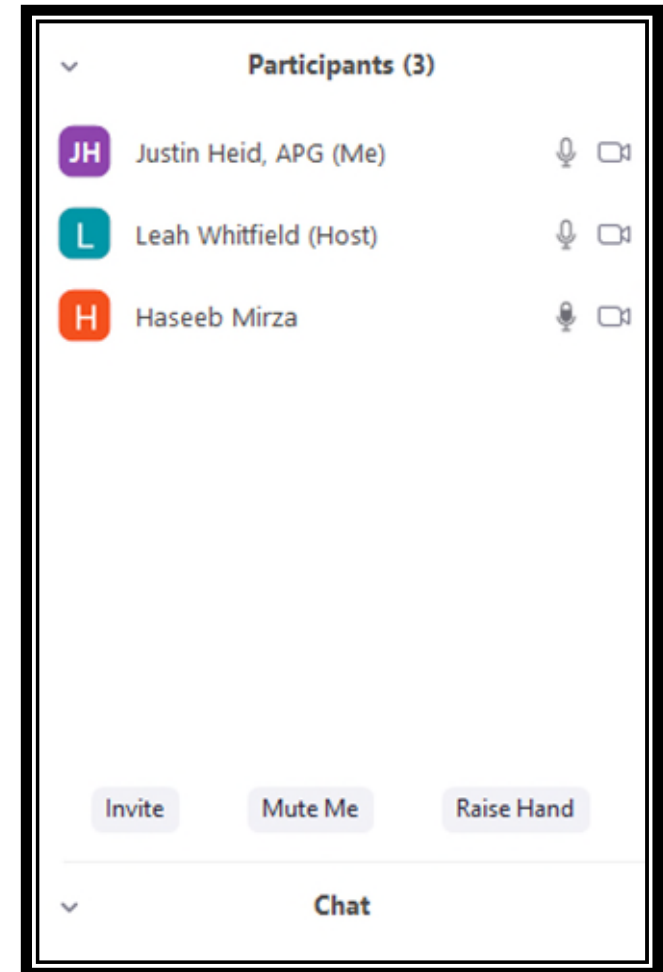 Participants (3)
JH Justin Heid, APG (Me)
L Leah Whitfield (Host)
H Haseeb Mirza
Invite Mute Me Raise Hand
Chat